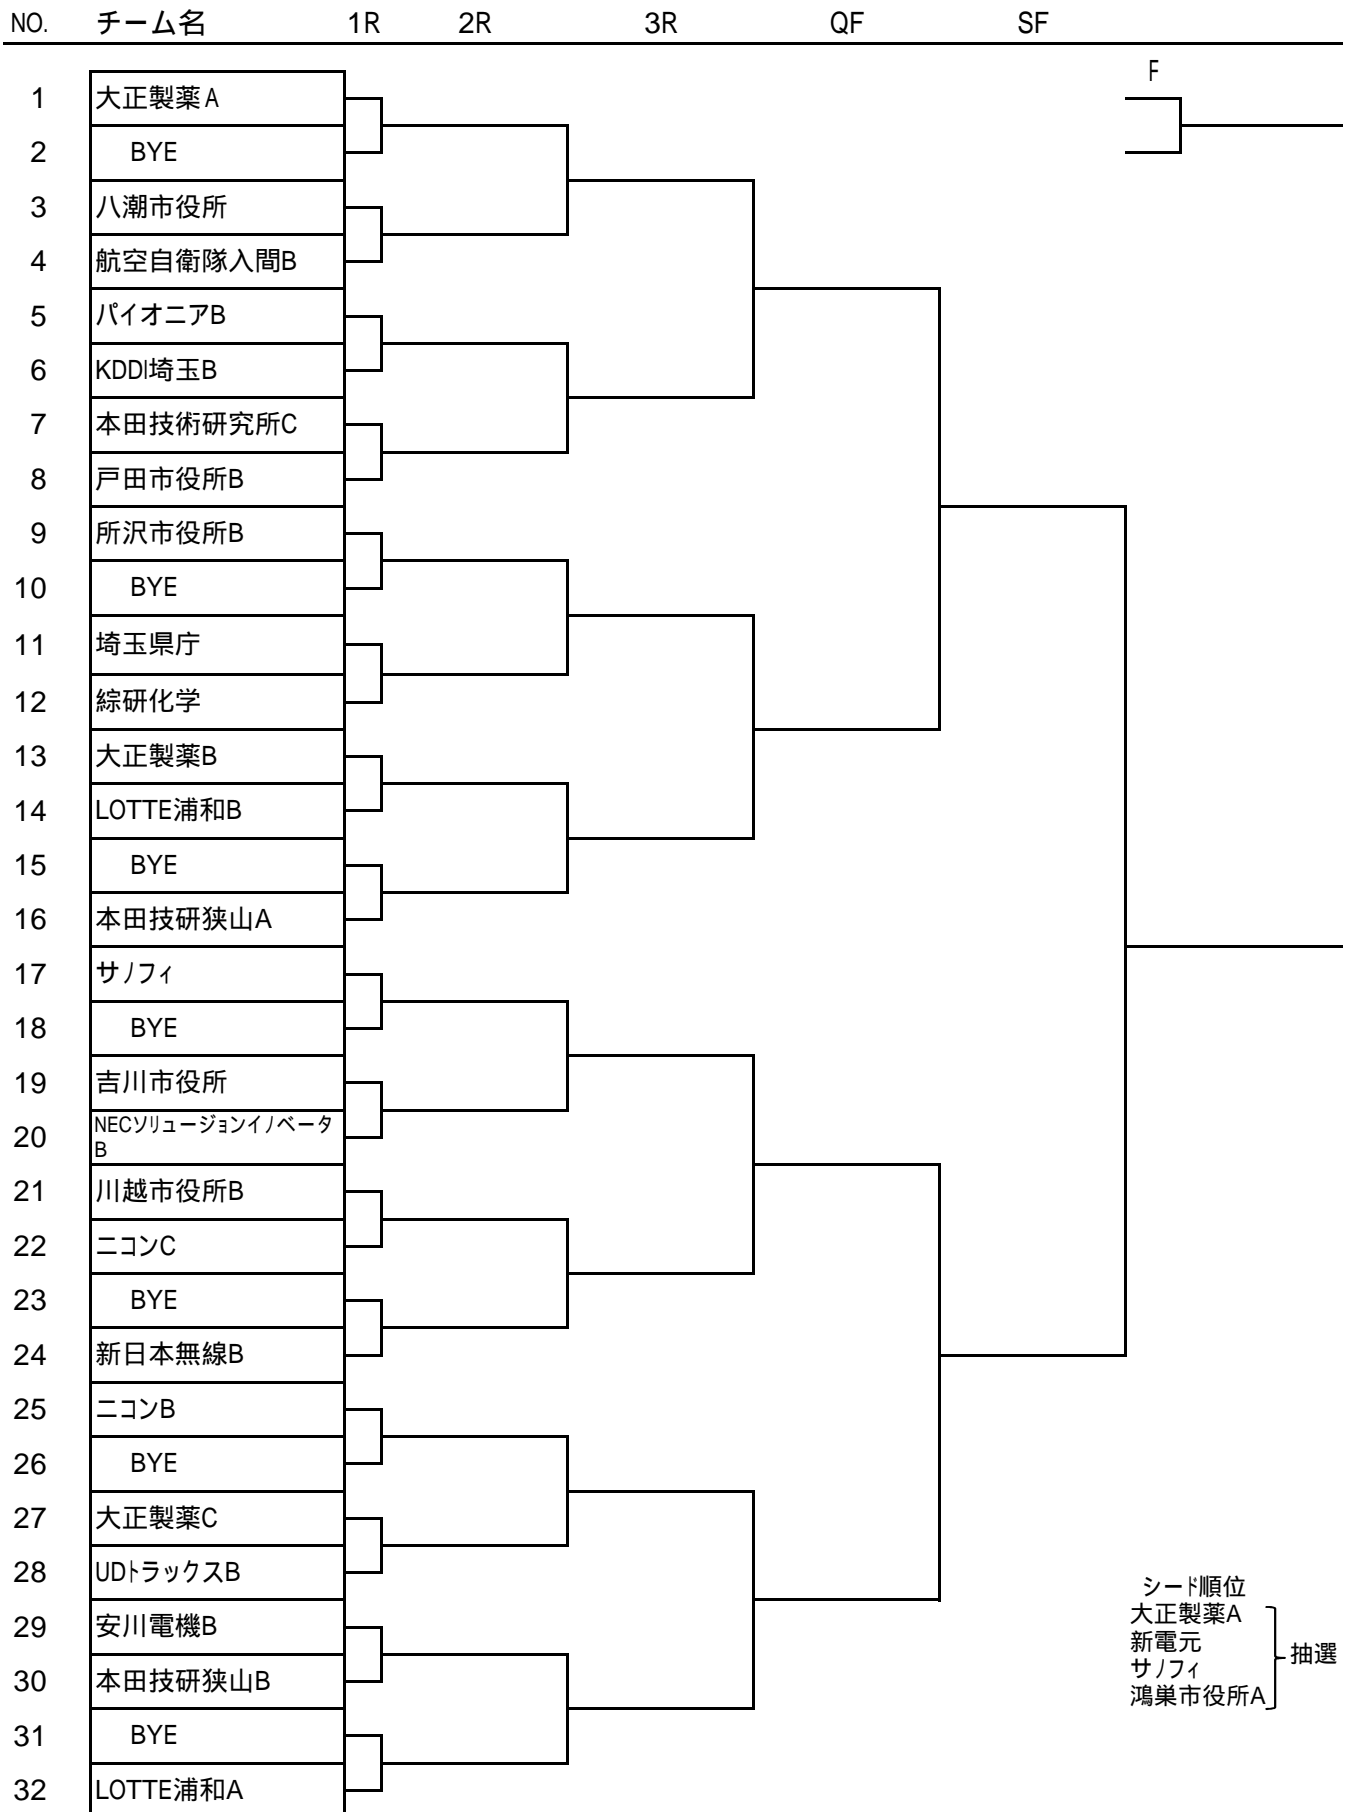 NO. チーム名 1R 2R 3R QF SF
F
1 大正製薬A
2 BYE
3 八潮市役所
4 航空自衛隊入間B
5 パイオニアB
6 KDDI埼玉B
7 本田技術研究所C
8 戸田市役所B
9 所沢市役所B
10 BYE
11 埼玉県庁
12 綜研化学
13 大正製薬B
14 LOTTE浦和B
15 BYE
16 本田技研狭山A
17 サノフィ
18 BYE
19 吉川市役所
20 NECソリューションイノベータ
B
21 川越市役所B
22 ニコンC
23 BYE
24 新日本無線B
25 ニコンB
26 BYE
27 大正製薬C
28 UDトラックスB
29 安川電機B
30 本田技研狭山B
31 BYE
32 LOTTE浦和A
シード順位
大正製薬A
新電元
サノフィ
鴻巣市役所A
抽選